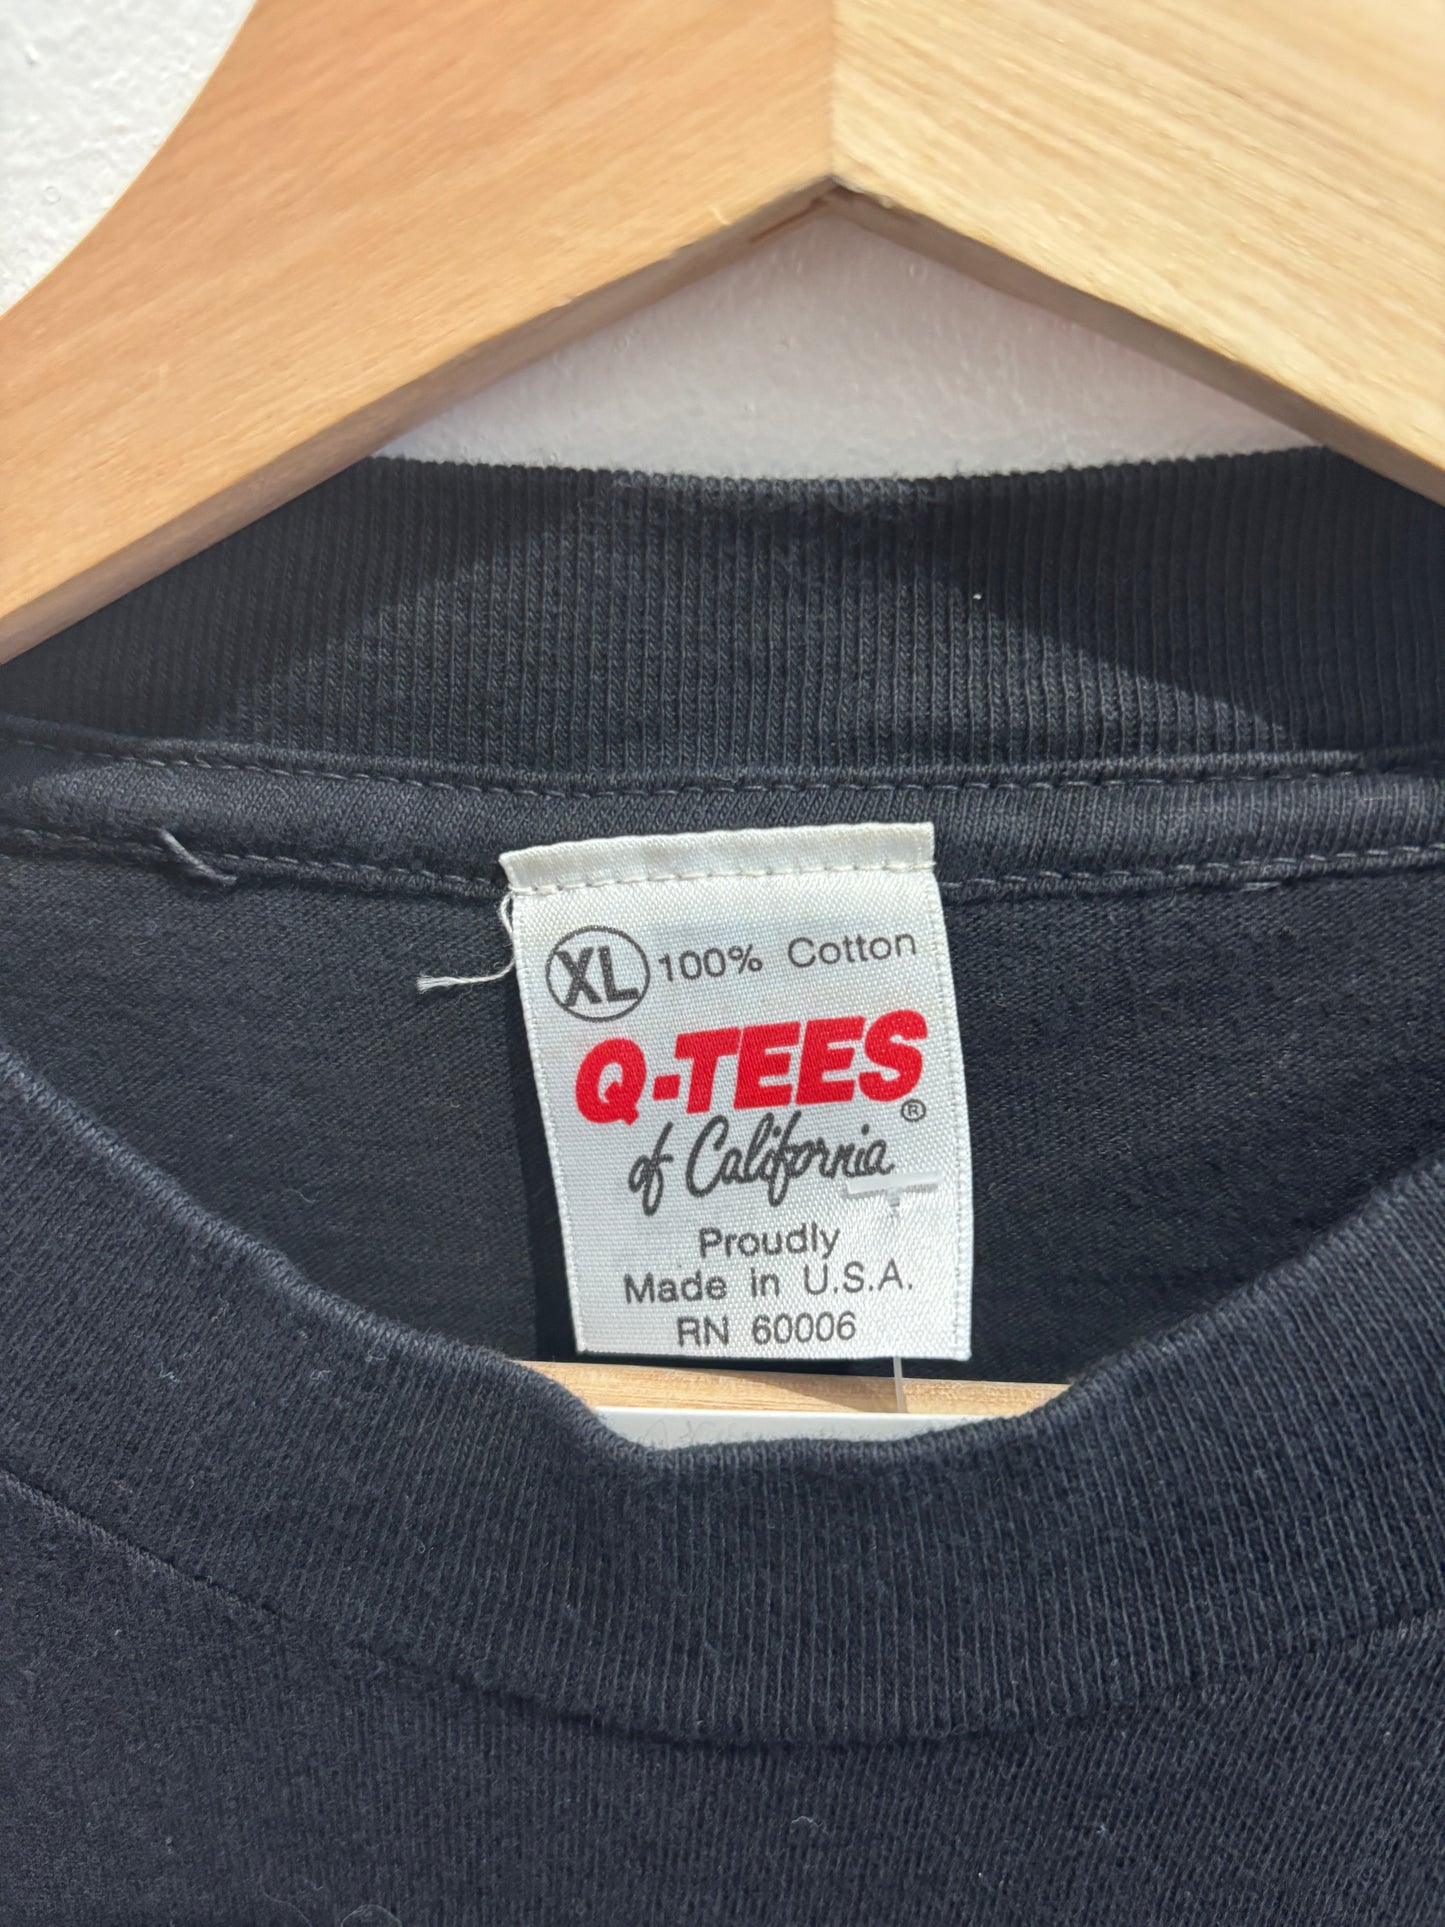 XL 100% Cotton
Q-TEES
®
of California
Proudly
Made in U.S.A.
RN 60006